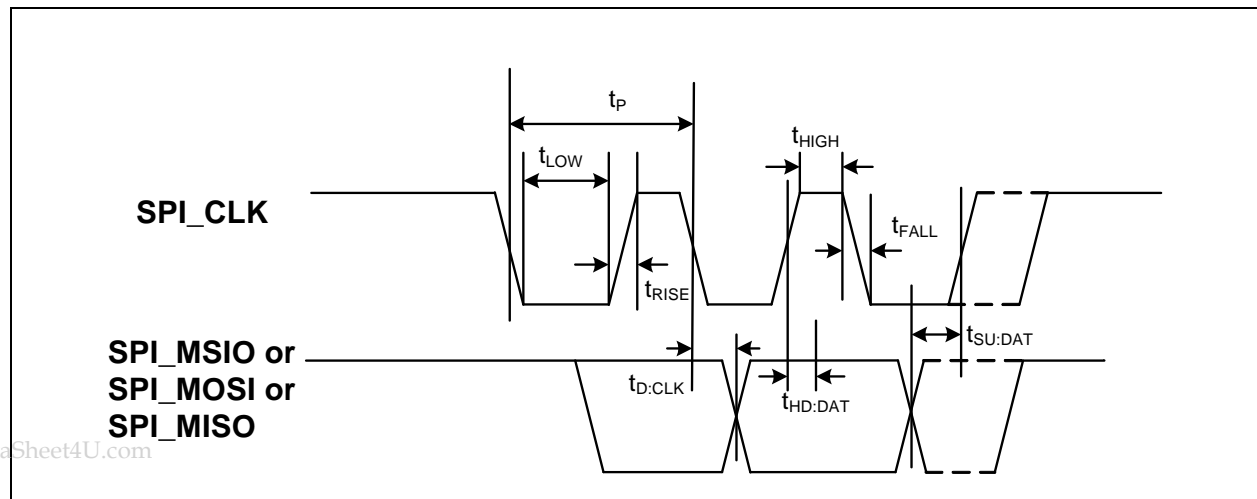 tP
tHIGH
tLOW
SPI_CLK
tFALL
tRISE
tSU:DAT
SPI_MSIO or
SPI_MOSI or
SPI_MISO
tD:CLK
tHD:DAT
aSheet4U.com